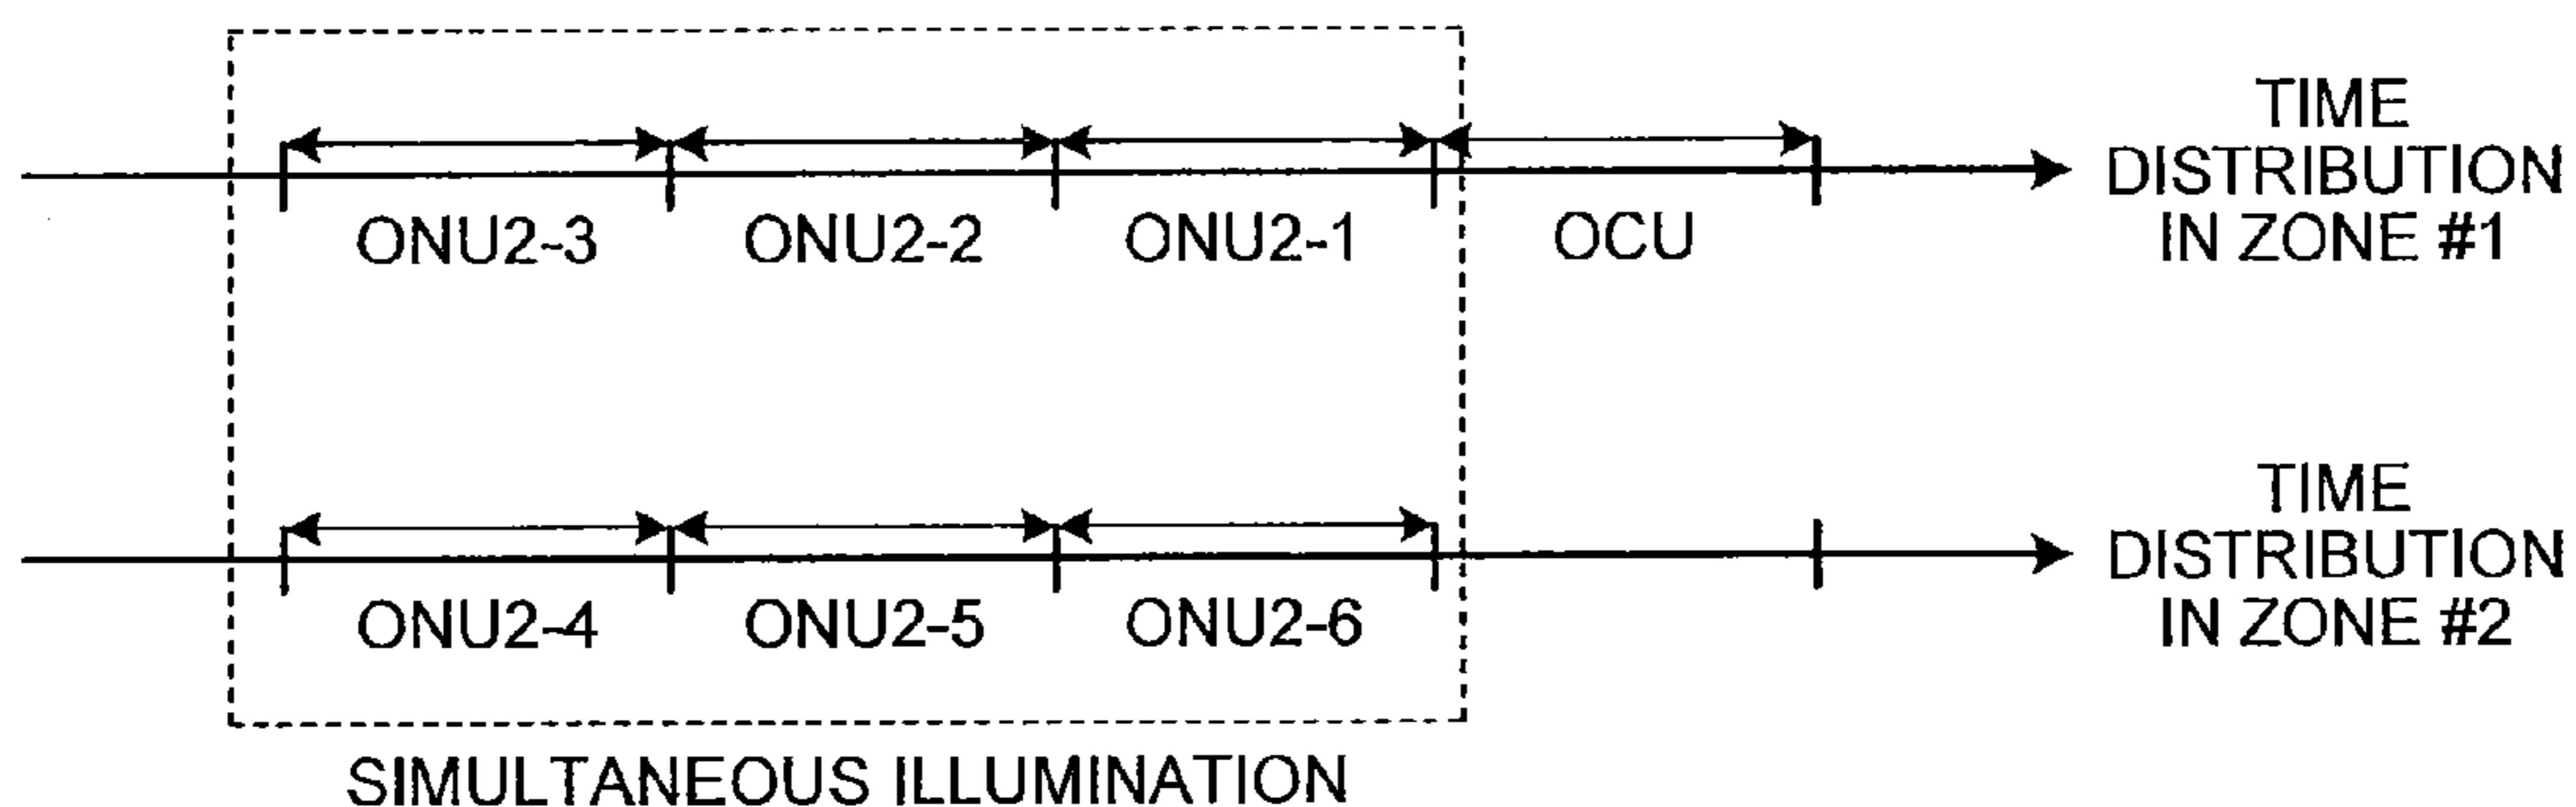 TIME
DISTRIBUTION
IN ZONE #1
ONU2-3 ONU2-2 ONU2-1 OCU
TIME
DISTRIBUTION
IN ZONE #2
ONU2-4 ONU2-5 ONU2-6
SIMULTANEOUS ILLUMINATION